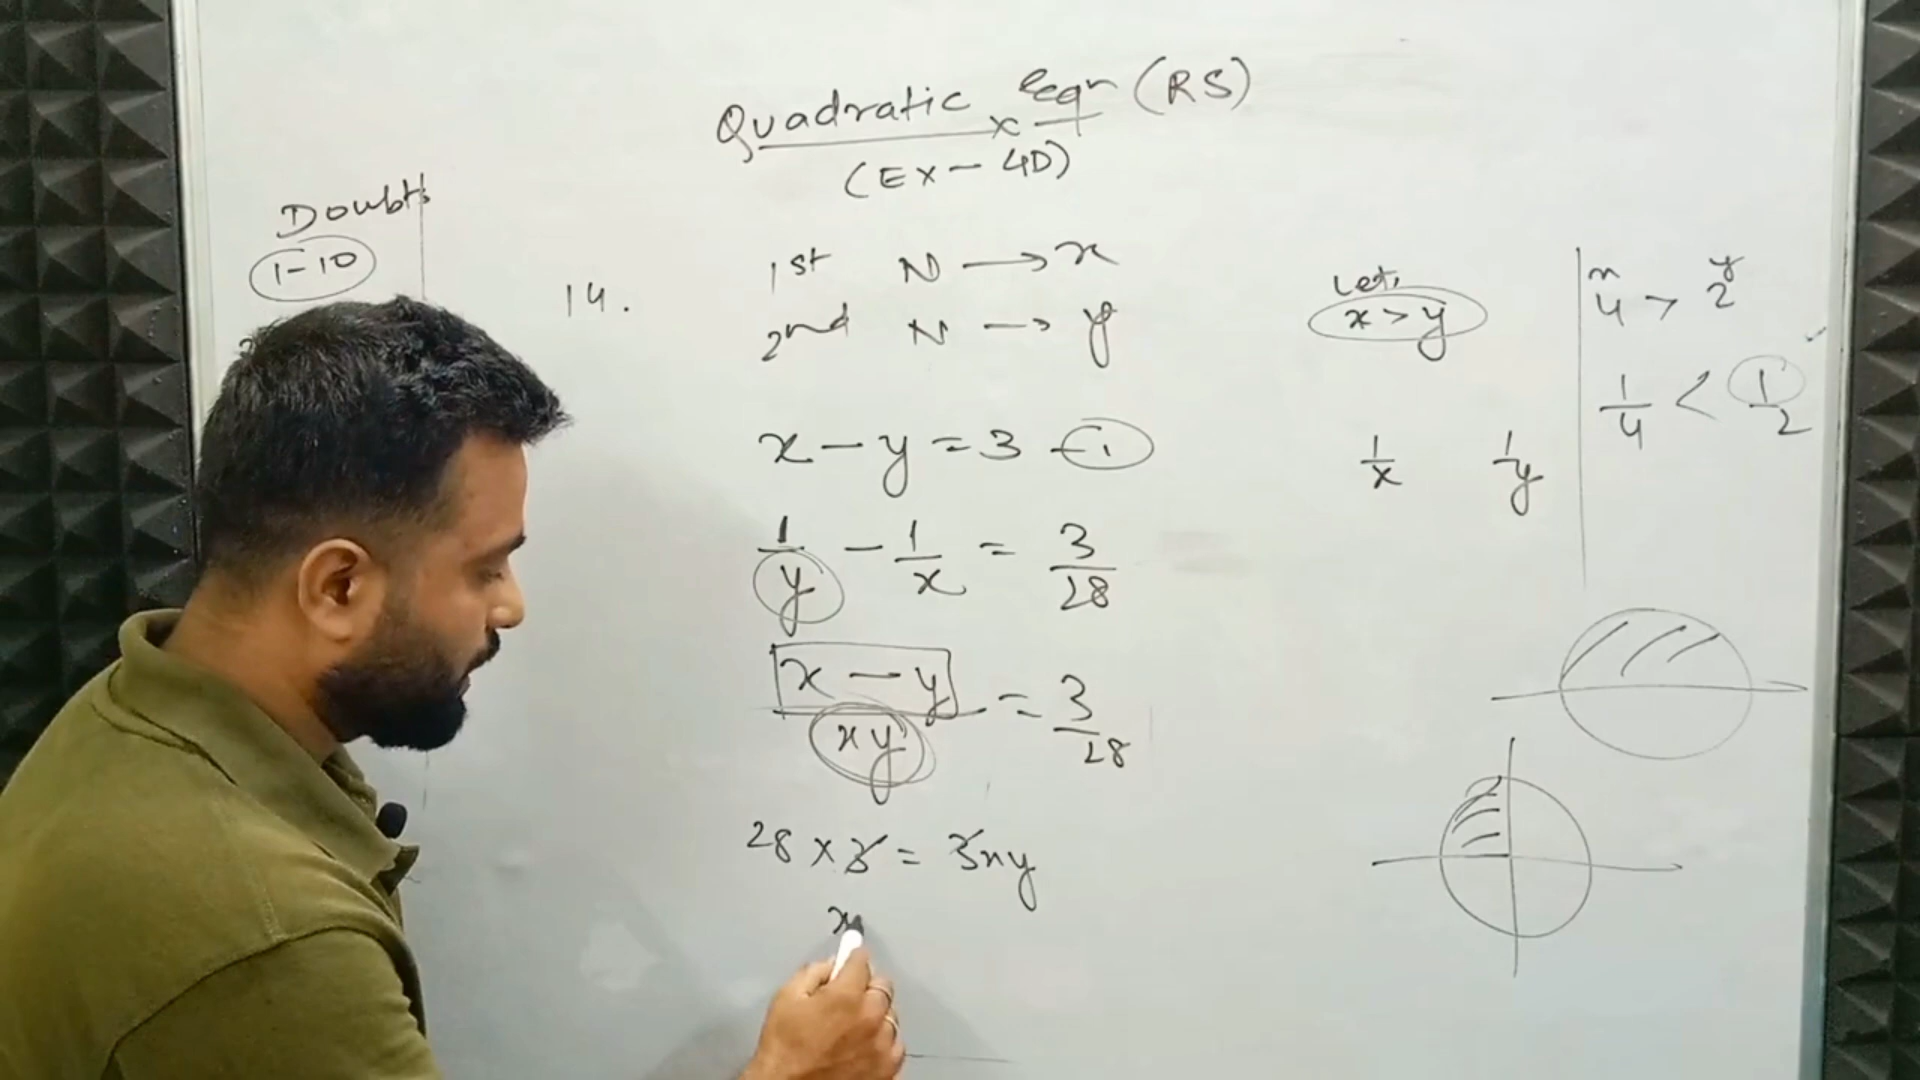 Quadratic Eqn (RS)
(Ex - 4D)
Doubts
1-10
14.
1st N → x
2nd N → y
x - y = 3 - 1
1/y - 1/x = 3/28
x - y / xy = 3/28
28 × 3 = 3xy
x
Let,
x > y
1/x 1/y
x y
4 > 2
1/4 < 1/2